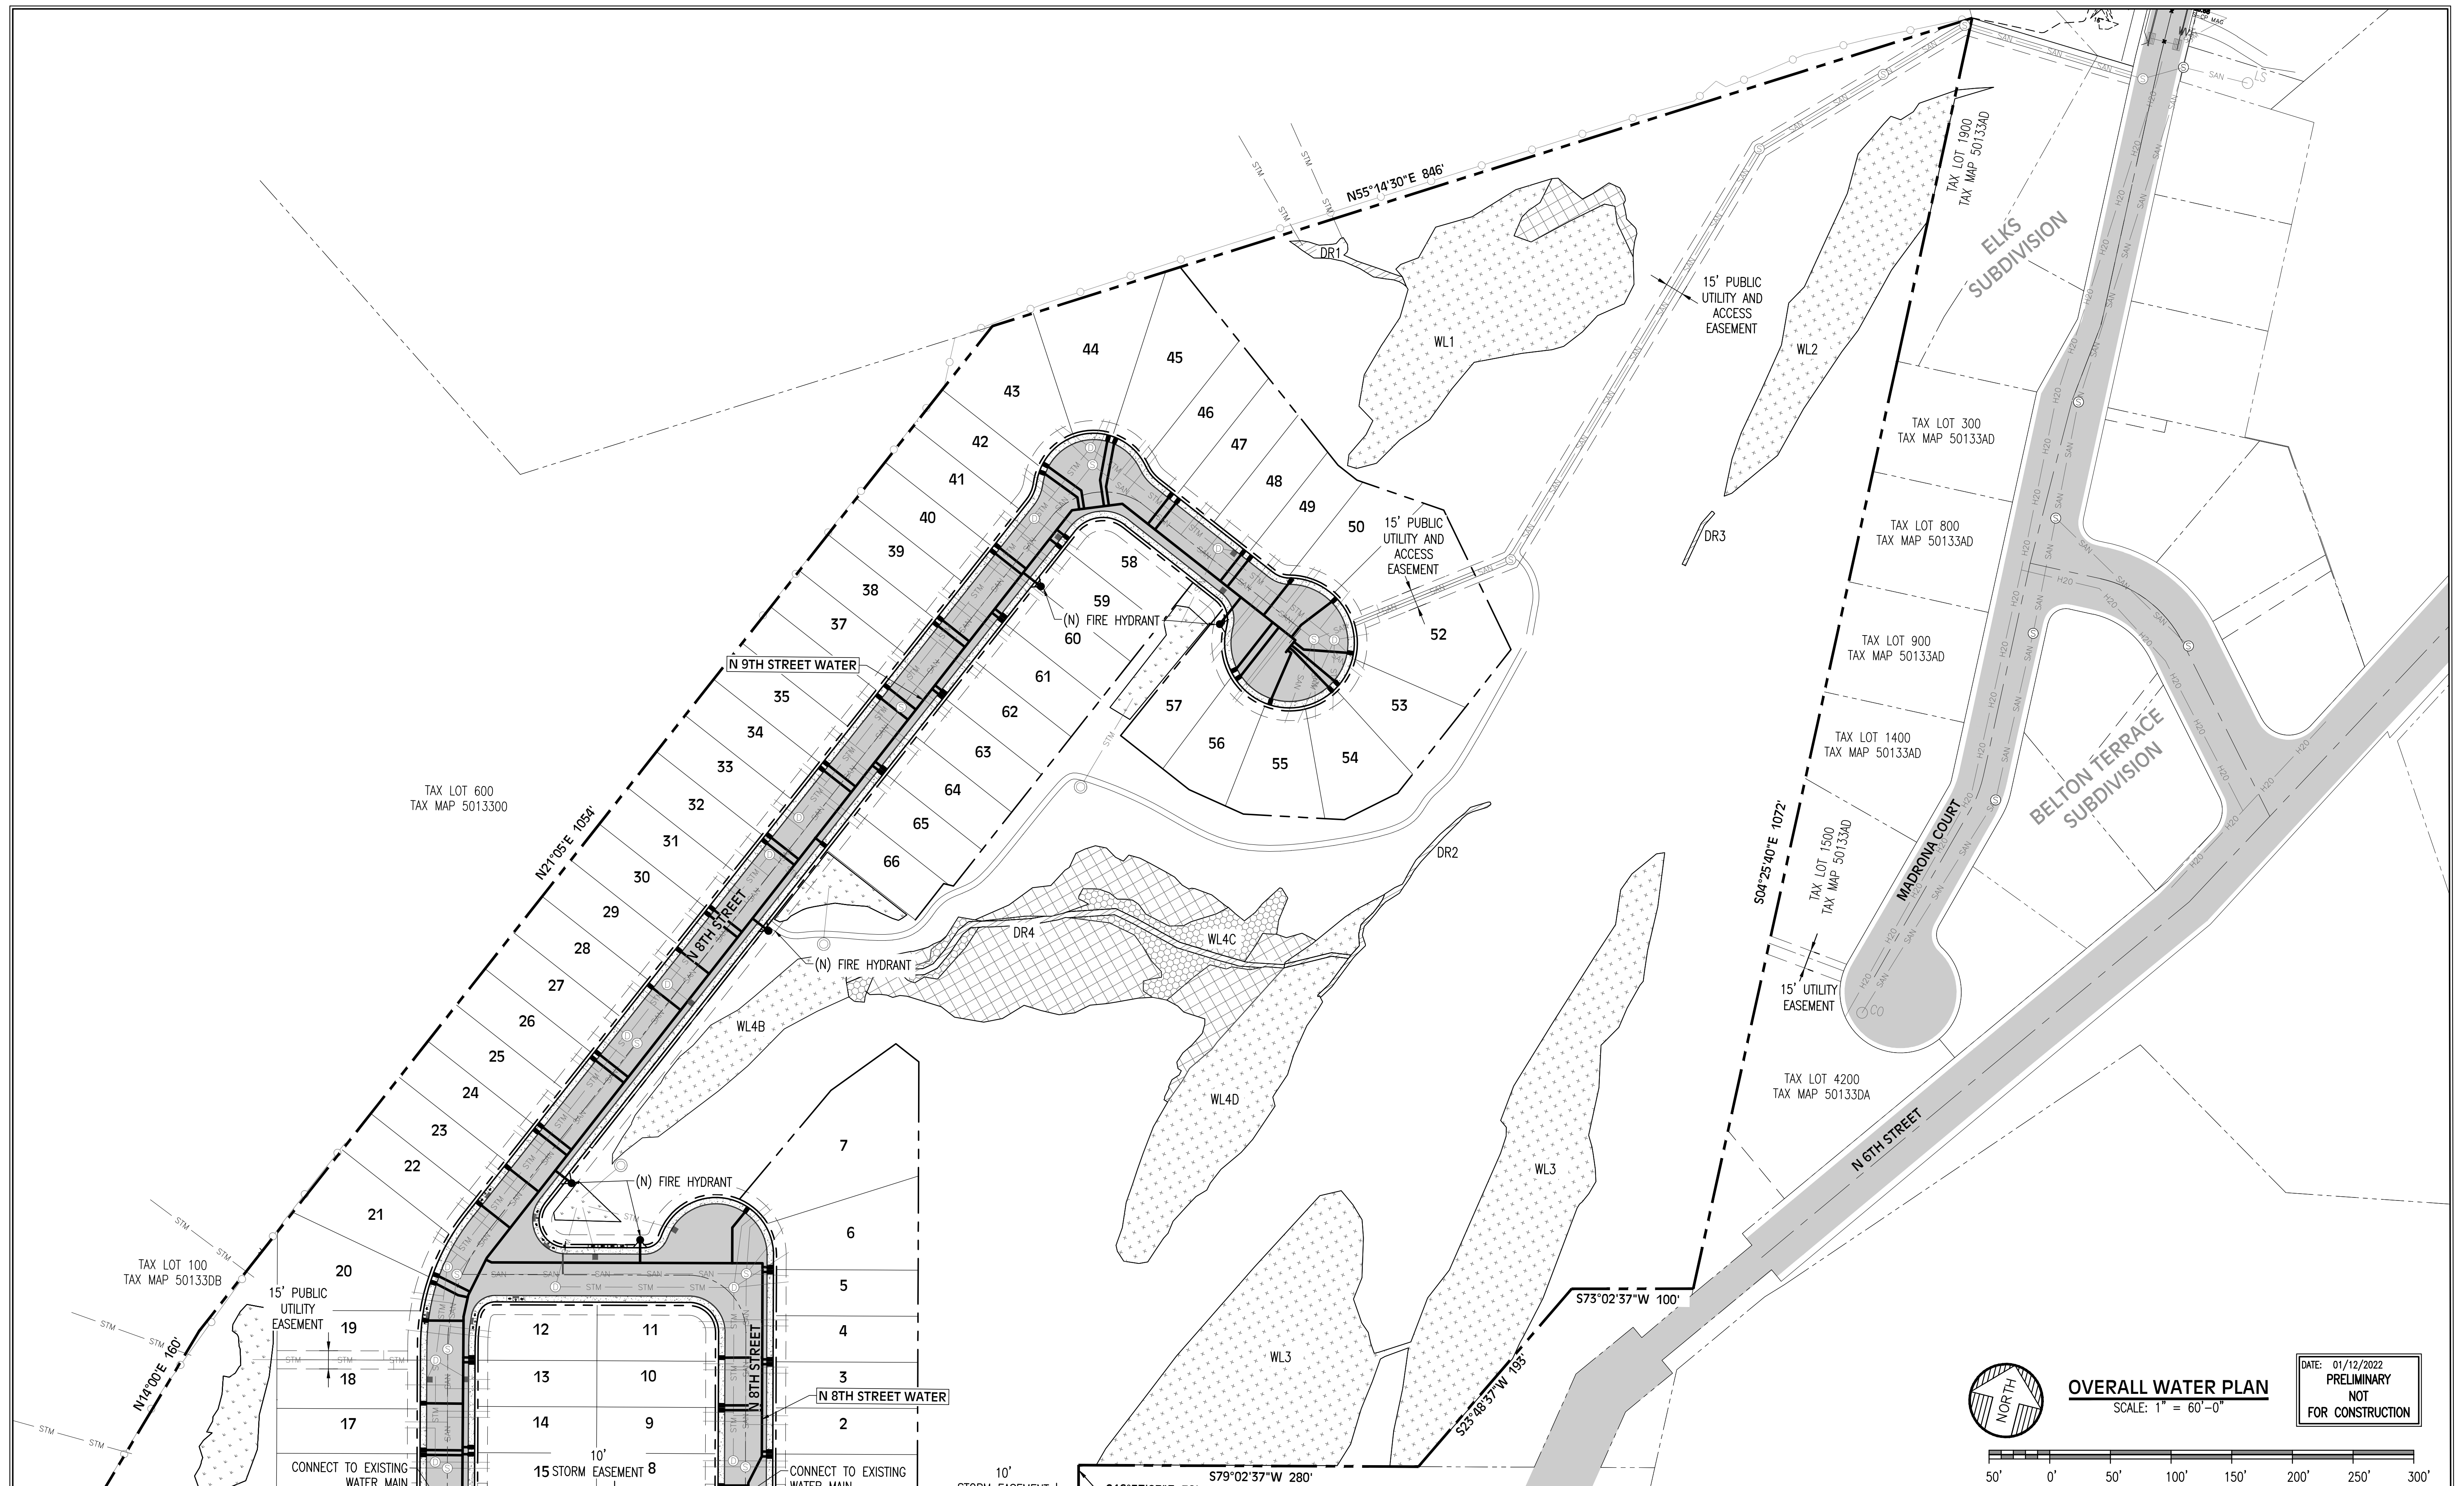 N55°14'30"E 846'
TAX LOT 1900
TAX MAP 50133AD
ELKS
SUBDIVISION
LS
DR1
15' PUBLIC
UTILITY AND
ACCESS
EASEMENT
WL1
WL2
44
45
43
46
42
47
41
48
49
40
50
39
58
38
59
37
60
52
35
61
57
53
34
62
56
54
33
63
55
32
64
31
65
30
66
29
28
27
26
25
24
23
22
21
20
19
18
17
7
6
5
4
3
2
12
11
13
10
14
9
15
8
15' PUBLIC
UTILITY AND
ACCESS
EASEMENT
DR3
(N) FIRE HYDRANT
N 9TH STREET WATER
TAX LOT 300
TAX MAP 50133AD
TAX LOT 800
TAX MAP 50133AD
TAX LOT 900
TAX MAP 50133AD
TAX LOT 1400
TAX MAP 50133AD
TAX LOT 1500
TAX MAP 50133AD
BELTON TERRACE
SUBDIVISION
MADRONA COURT
S04°25'40"E 1072'
TAX LOT 600
TAX MAP 5013300
N21°05'E 1054'
N 8TH STREET
(N) FIRE HYDRANT
DR2
DR4
WL4C
WL4B
WL4D
15' UTILITY
EASEMENT
CO
TAX LOT 4200
TAX MAP 50133DA
N 6TH STREET
WL3
WL3
(N) FIRE HYDRANT
TAX LOT 100
TAX MAP 50133DB
15' PUBLIC
UTILITY
EASEMENT
N14°00'E 160'
N 8TH STREET
N 8TH STREET WATER
S73°02'37"W 100'
S23°48'37"W 193'
S79°02'37"W 280'
10'
STORM EASEMENT
10'
STORM EASEMENT
CONNECT TO EXISTING
WATER MAIN
CONNECT TO EXISTING
WATER MAIN
NORTH
OVERALL WATER PLAN
SCALE: 1" = 60'-0"
DATE: 01/12/2022
PRELIMINARY
NOT
FOR CONSTRUCTION
50' 0' 50' 100' 150' 200' 250' 300'
STM
SAN
H20